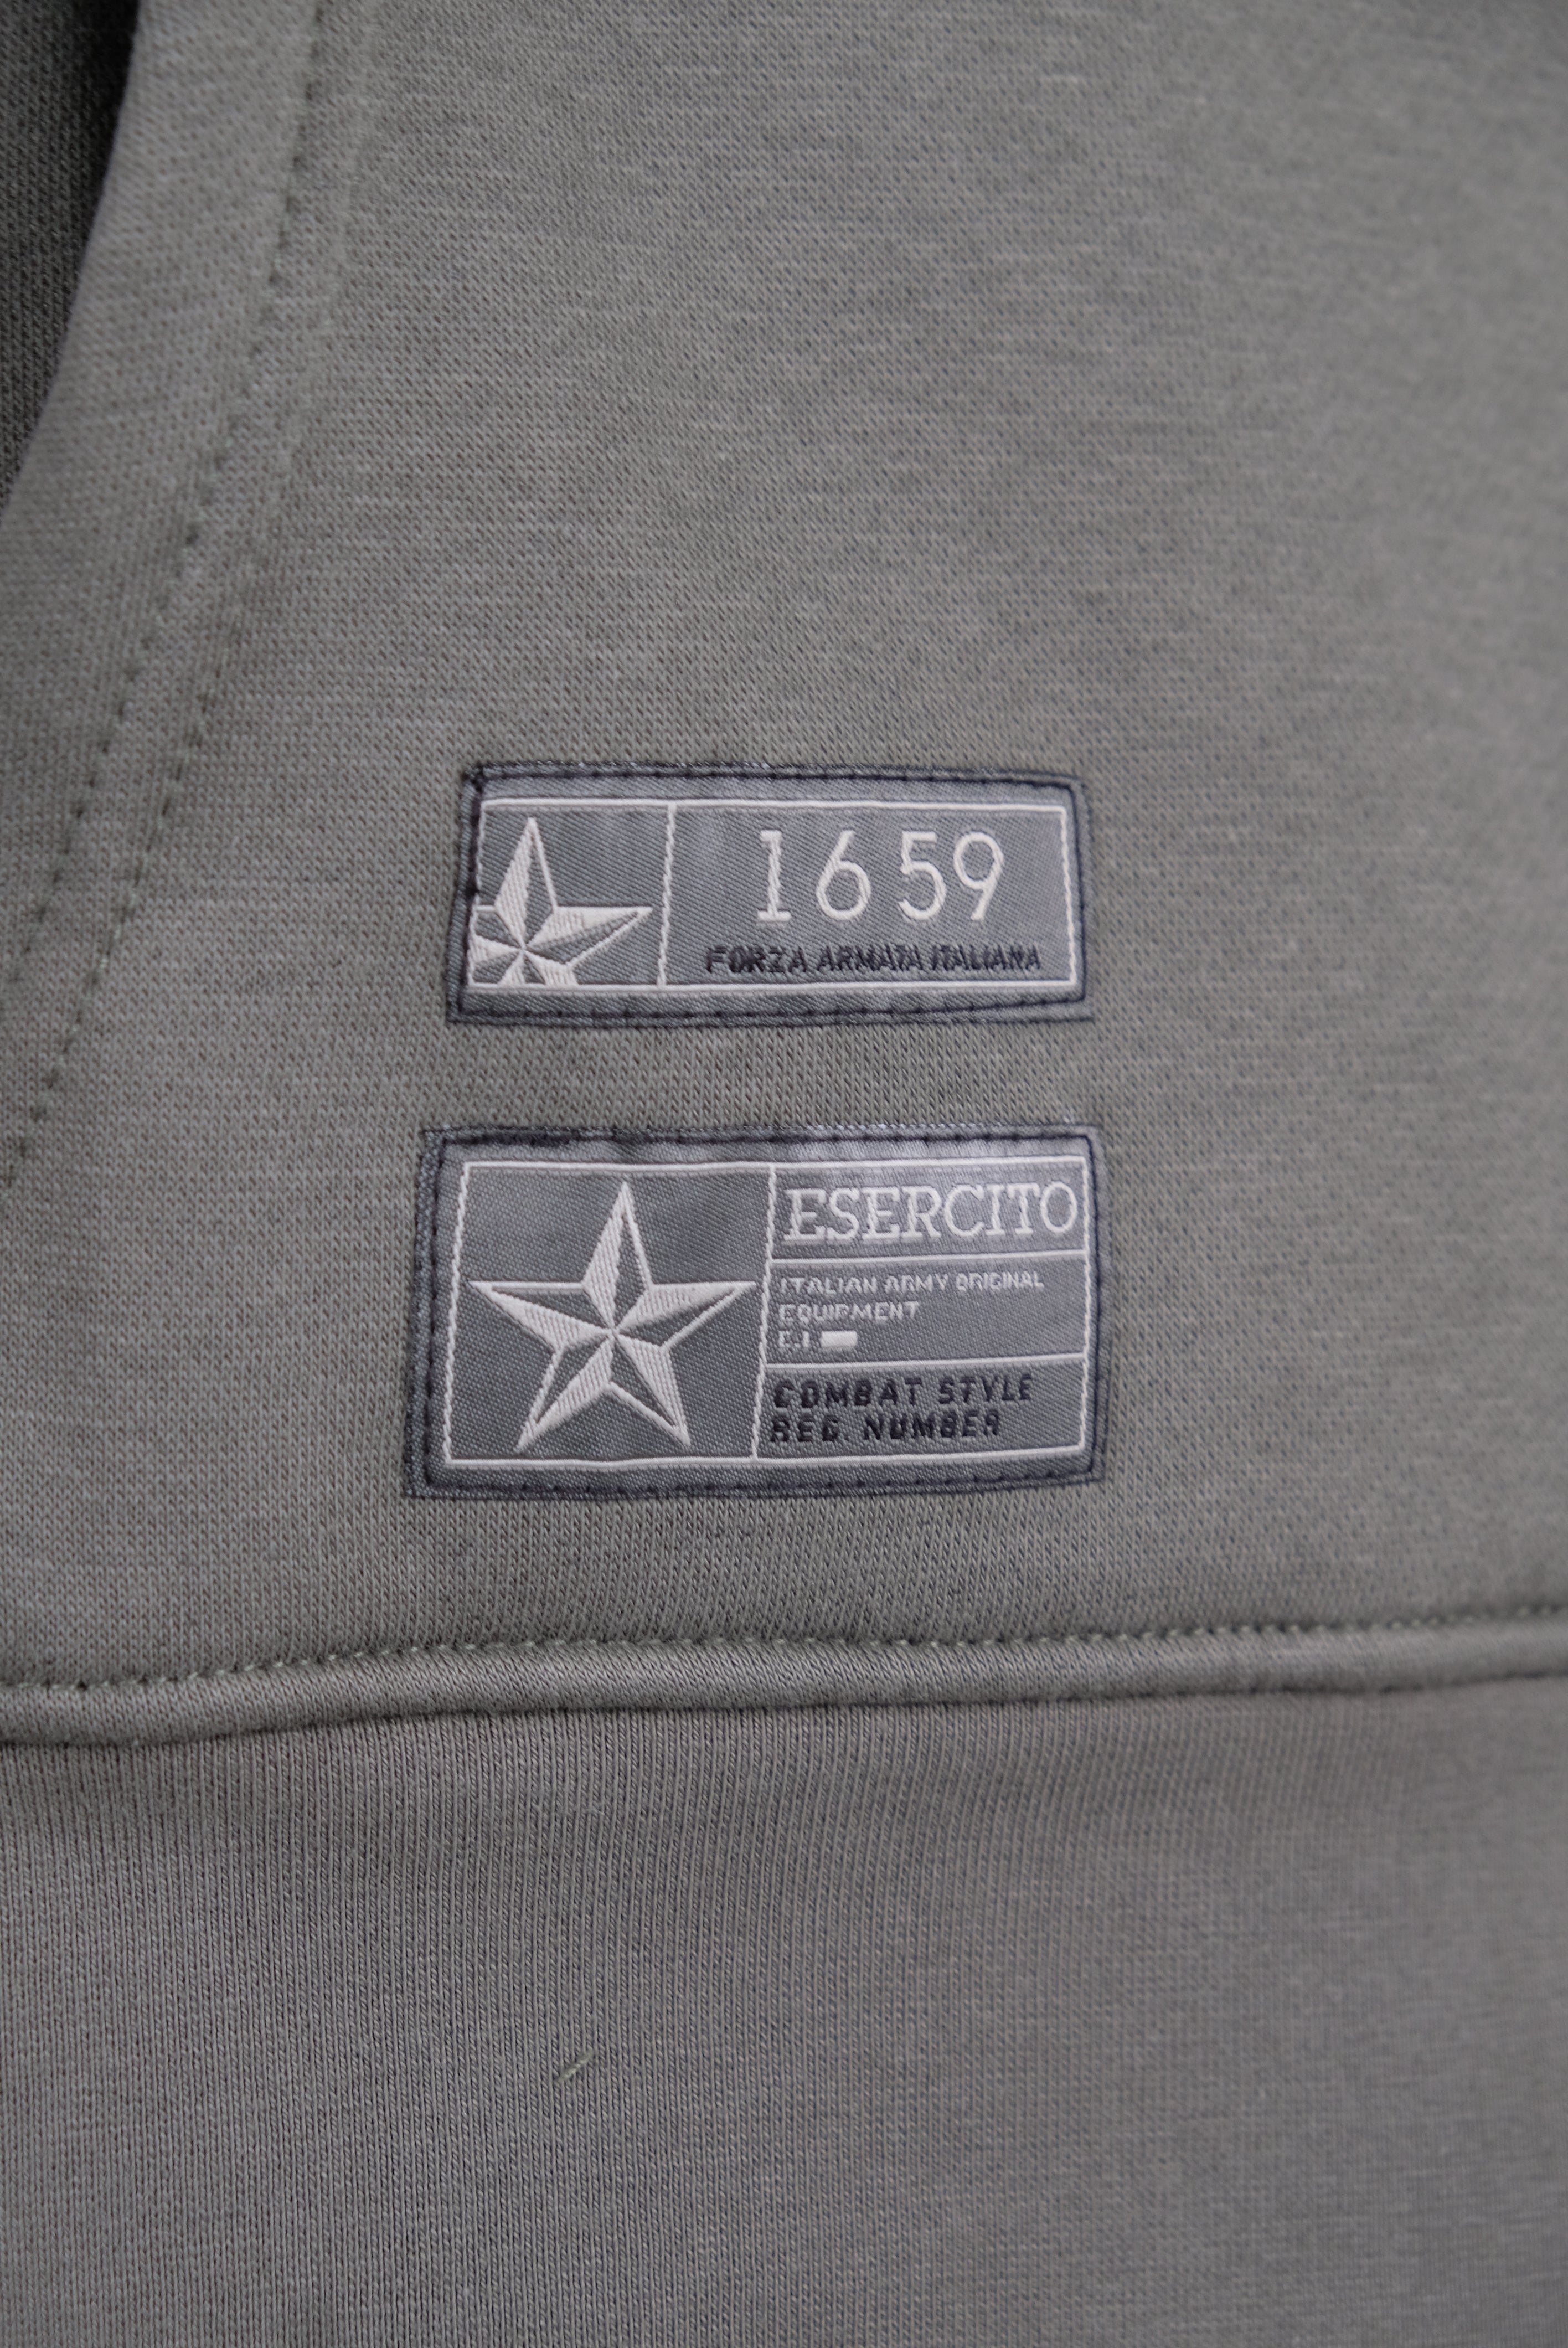 1659
FORZA ARMATA ITALIANA
ESERCITO
ITALIAN ARMY ORIGINAL
EQUIPMENT
E.I
COMBAT STYLE
REG. NUMBER